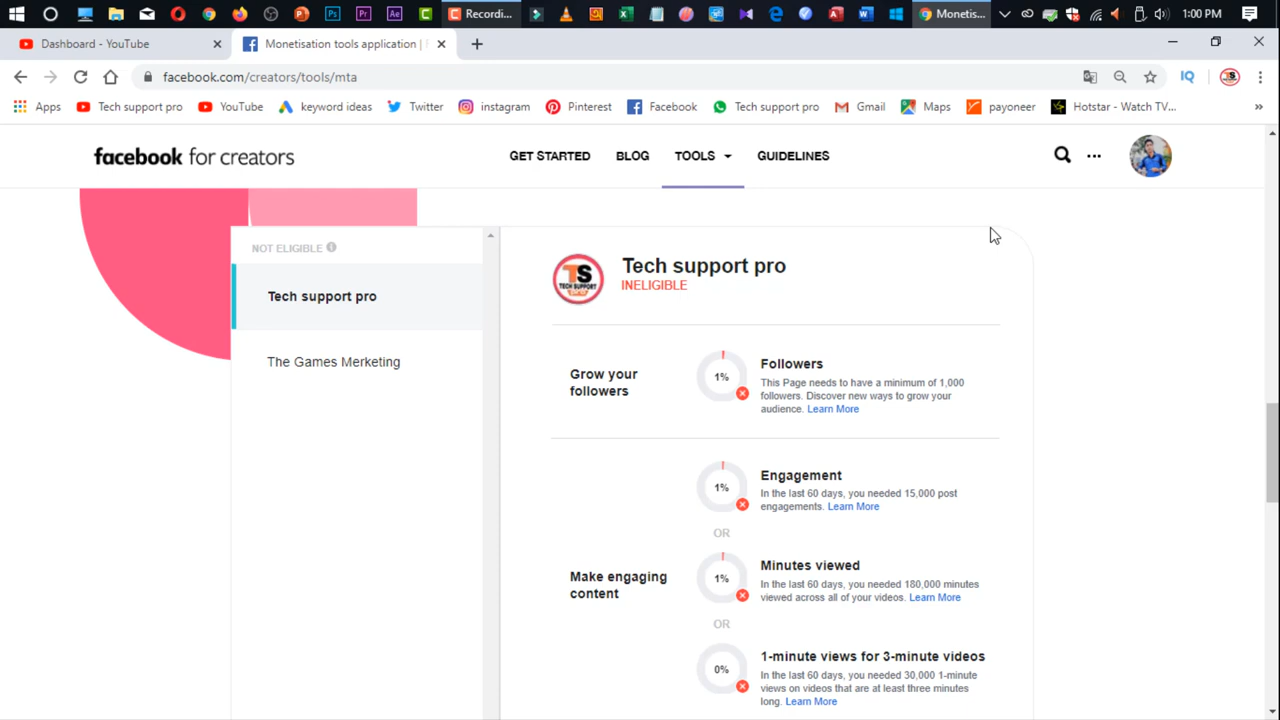 Recordi...
Monetis...
1:00 PM
Dashboard - YouTube
Monetisation tools application |
facebook.com/creators/tools/mta
Apps
Tech support pro
YouTube
keyword ideas
Twitter
instagram
Pinterest
Facebook
Tech support pro
Gmail
Maps
payoneer
Hotstar - Watch TV...
facebook for creators
GET STARTED
BLOG
TOOLS
GUIDELINES
NOT ELIGIBLE
Tech support pro
The Games Merketing
TS
TECH SUPPORT
Tech support pro
INELIGIBLE
Grow your
followers
1%
Followers
This Page needs to have a minimum of 1,000
followers. Discover new ways to grow your
audience. Learn More
Make engaging
content
1%
Engagement
In the last 60 days, you needed 15,000 post
engagements. Learn More
OR
1%
Minutes viewed
In the last 60 days, you needed 180,000 minutes
viewed across all of your videos. Learn More
OR
0%
1-minute views for 3-minute videos
In the last 60 days, you needed 30,000 1-minute
views on videos that are at least three minutes
long. Learn More